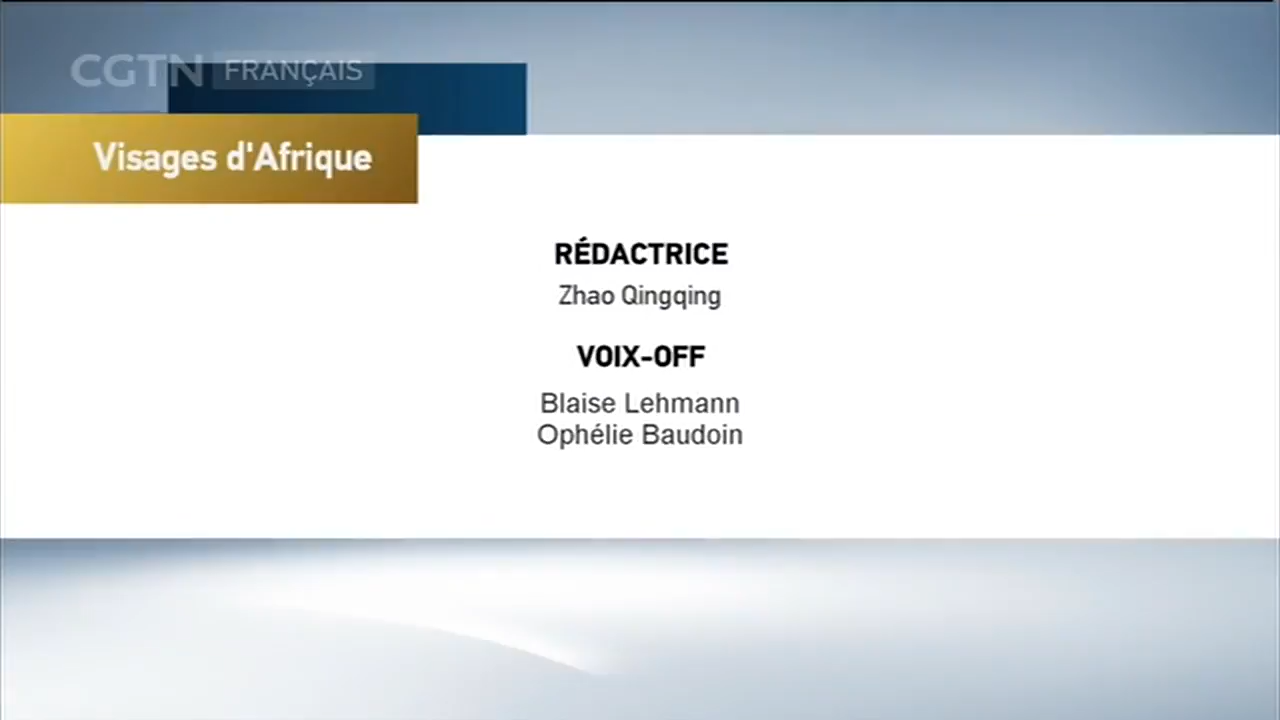 CGTN FRANÇAIS
Visages d'Afrique
RÉDACTRICE
Zhao Qingqing
VOIX-OFF
Blaise Lehmann
Ophélie Baudoin